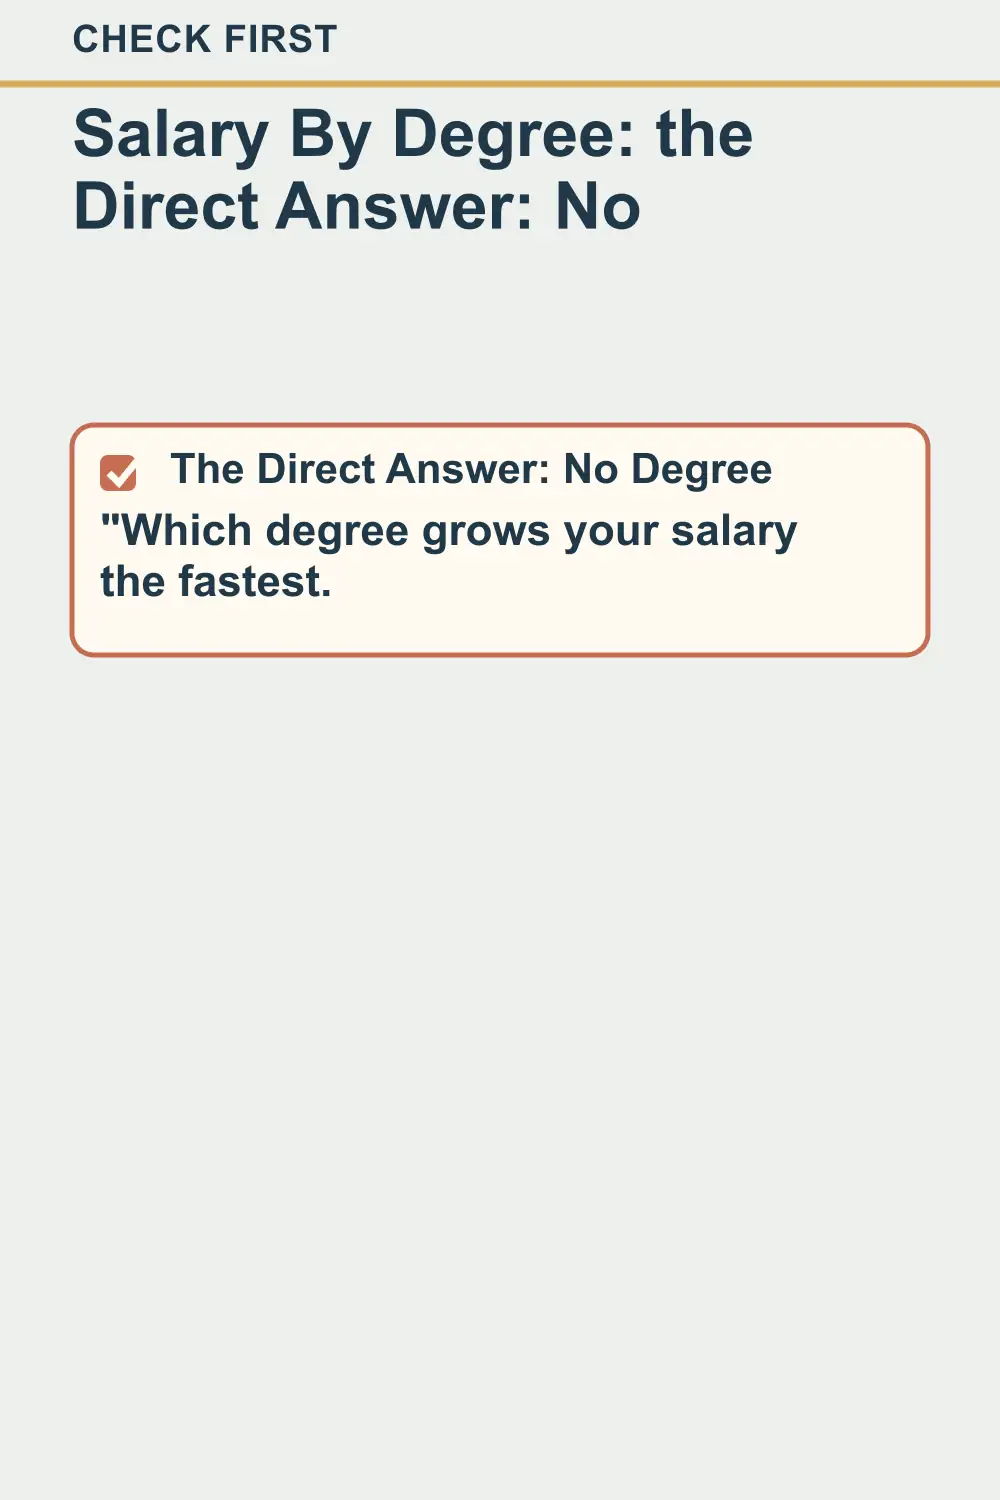 CHECK FIRST
Salary By Degree: the
Direct Answer: No
The Direct Answer: No Degree
"Which degree grows your salary
the fastest.